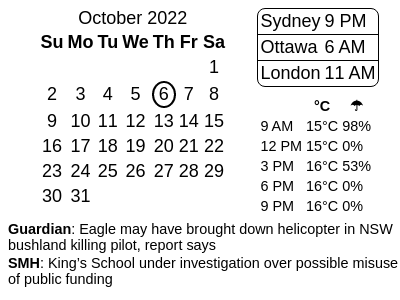 October 2022
Su Mo Tu We Th Fr Sa
1
2 3 4 5 6 7 8
9 10 11 12 13 14 15
16 17 18 19 20 21 22
23 24 25 26 27 28 29
30 31
Sydney 9 PM
Ottawa 6 AM
London 11 AM
°C ☂
9 AM 15°C 98%
12 PM 15°C 0%
3 PM 16°C 53%
6 PM 16°C 0%
9 PM 16°C 0%
Guardian: Eagle may have brought down helicopter in NSW
bushland killing pilot, report says
SMH: King’s School under investigation over possible misuse
of public funding